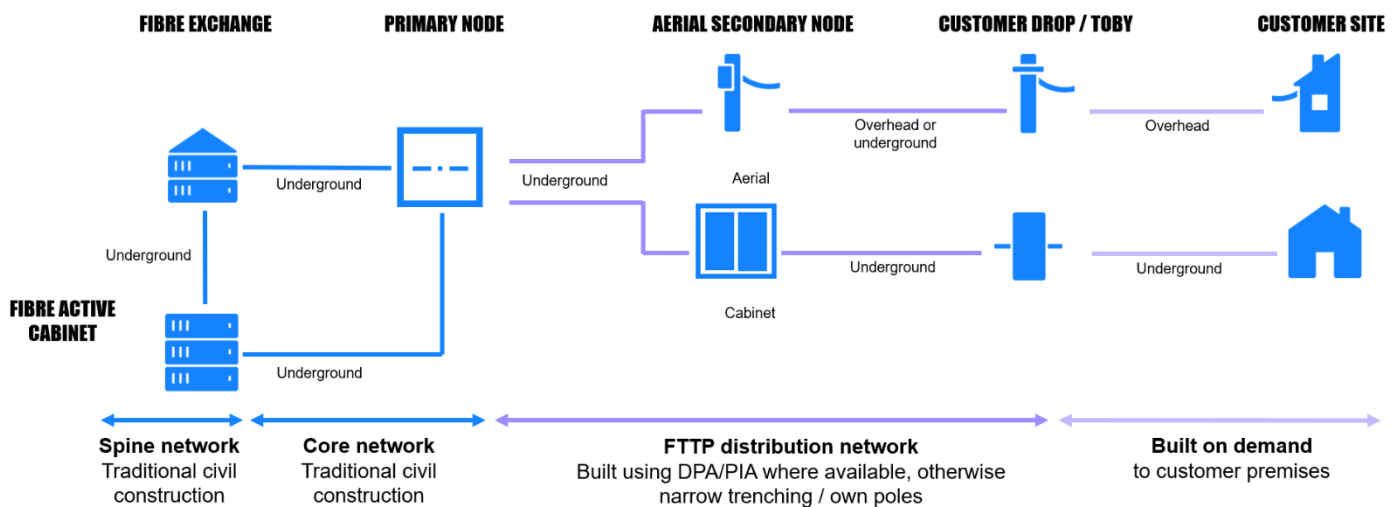 FIBRE EXCHANGE
PRIMARY NODE
AERIAL SECONDARY NODE
CUSTOMER DROP / TOBY
CUSTOMER SITE
Underground
Underground
Overhead or
underground
Overhead
Aerial
Underground
FIBRE ACTIVE
CABINET
Underground
Underground
Cabinet
Underground
Underground
Spine network
Traditional civil
construction
Core network
Traditional civil
construction
FTTP distribution network
Built using DPA/PIA where available, otherwise
narrow trenching / own poles
Built on demand
to customer premises